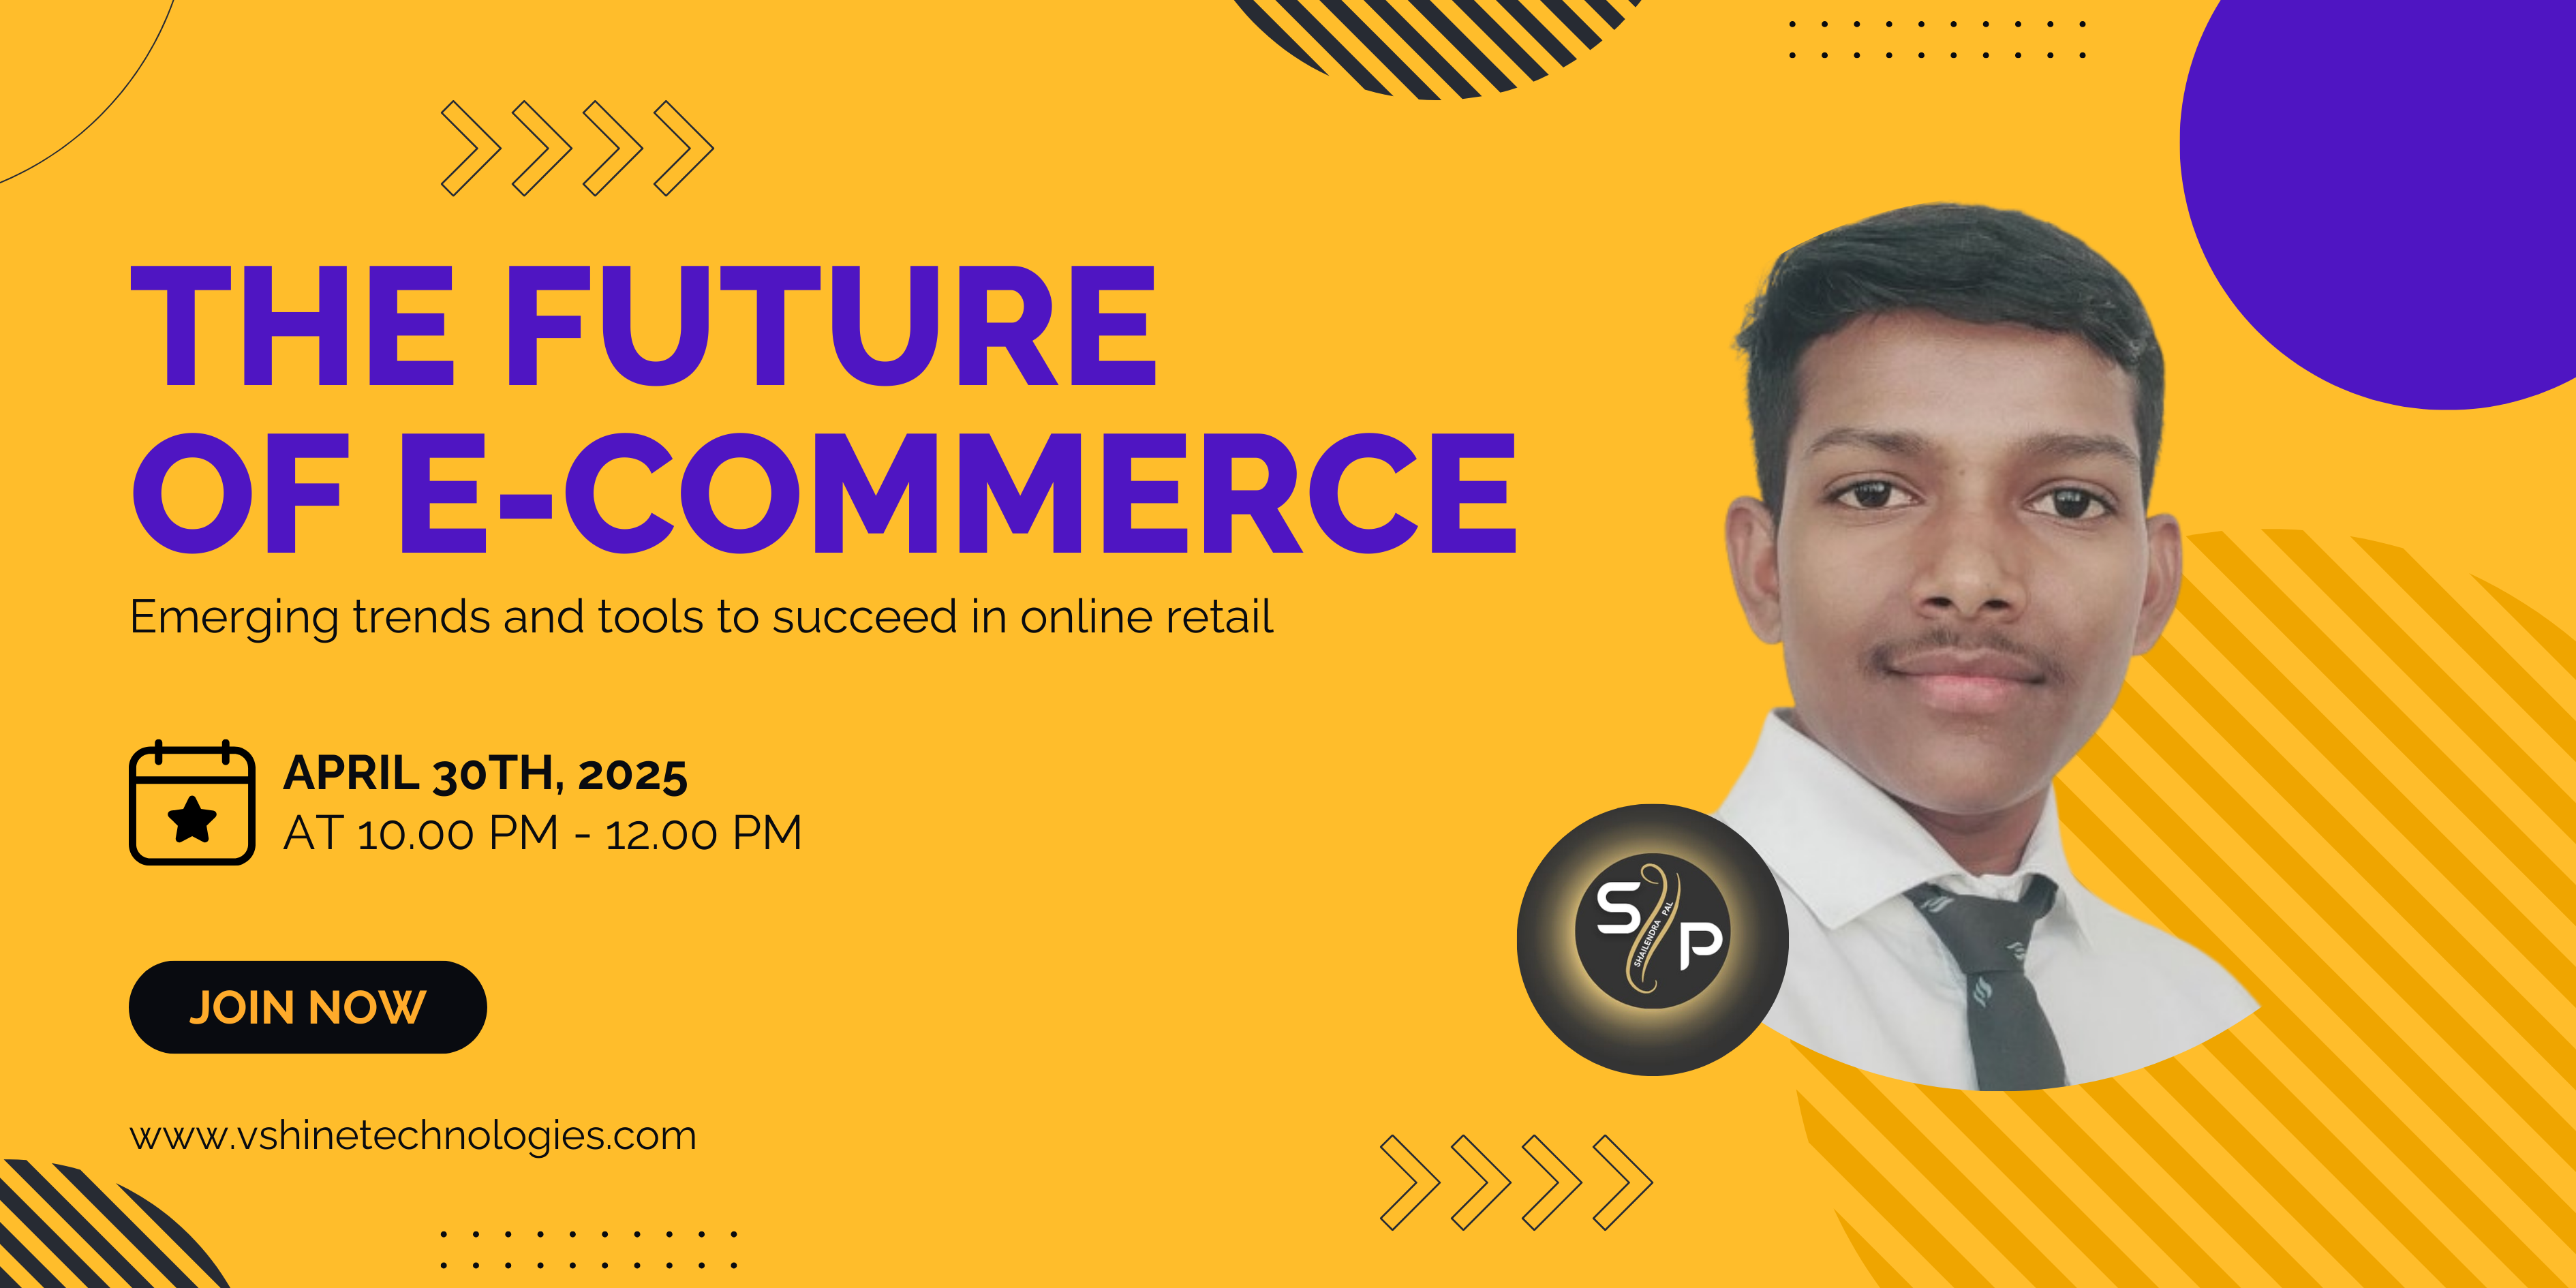 THE FUTURE
OF E-COMMERCE
Emerging trends and tools to succeed in online retail
APRIL 30TH, 2025
AT 10.00 PM - 12.00 PM
JOIN NOW
www.vshinetechnologies.com
S P
SHAILENDRA PAL